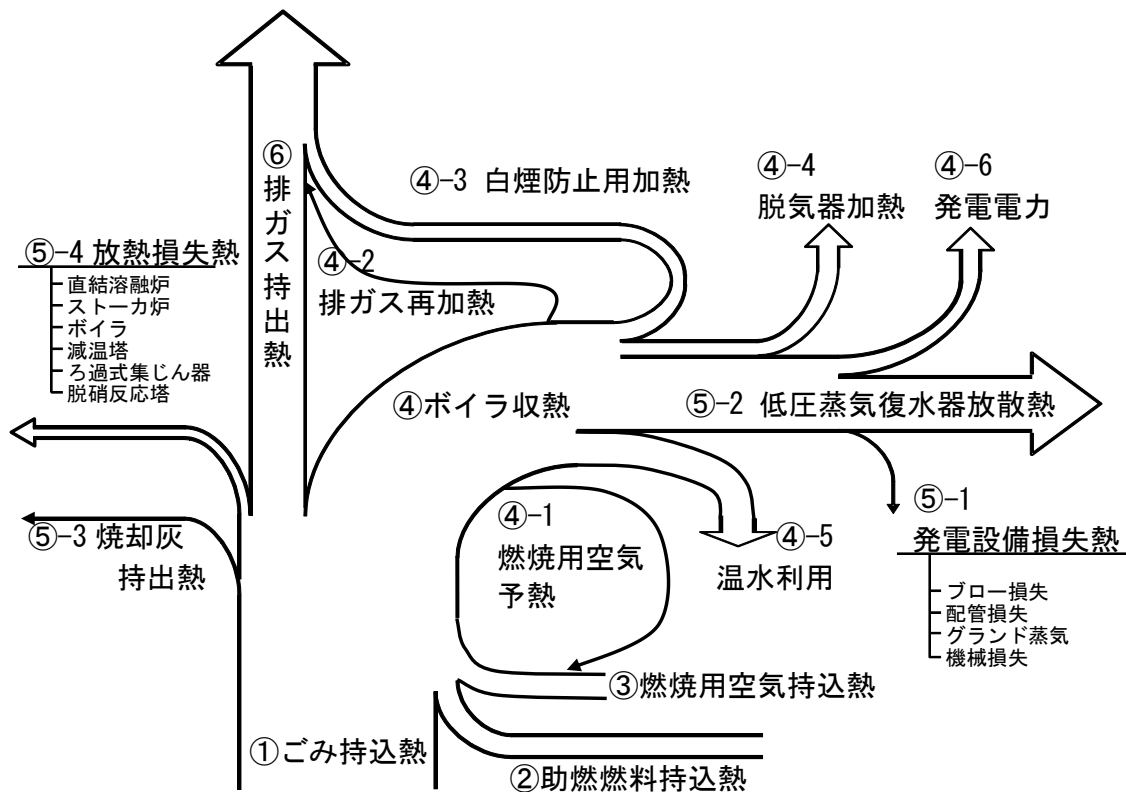 ⑥排ガス持出熱
④-3 白煙防止用加熱
④-4
脱気器加熱
④-6
発電電力
⑤-4 放熱損失熱
直結溶融炉
ストーカ炉
ボイラ
減温塔
ろ過式集じん器
脱硝反応塔
④-2
排ガス再加熱
④ボイラ収熱
⑤-2 低圧蒸気復水器放散熱
⑤-3 焼却灰
持出熱
④-1
燃焼用空気
予熱
④-5
温水利用
⑤-1
発電設備損失熱
ブロー損失
配管損失
グランド蒸気
機械損失
③燃焼用空気持込熱
①ごみ持込熱
②助燃燃料持込熱